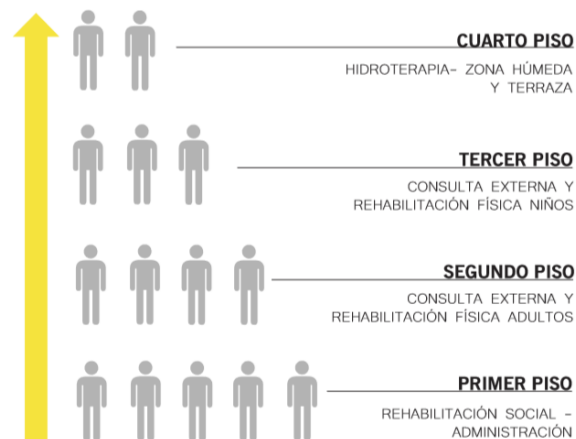 CUARTO PISO
HIDROTERAPIA- ZONA HÚMEDA
Y TERRAZA
TERCER PISO
CONSULTA EXTERNA Y
REHABILITACIÓN FÍSICA NIÑOS
SEGUNDO PISO
CONSULTA EXTERNA Y
REHABILITACIÓN FÍSICA ADULTOS
PRIMER PISO
REHABILITACIÓN SOCIAL -
ADMINISTRACIÓN